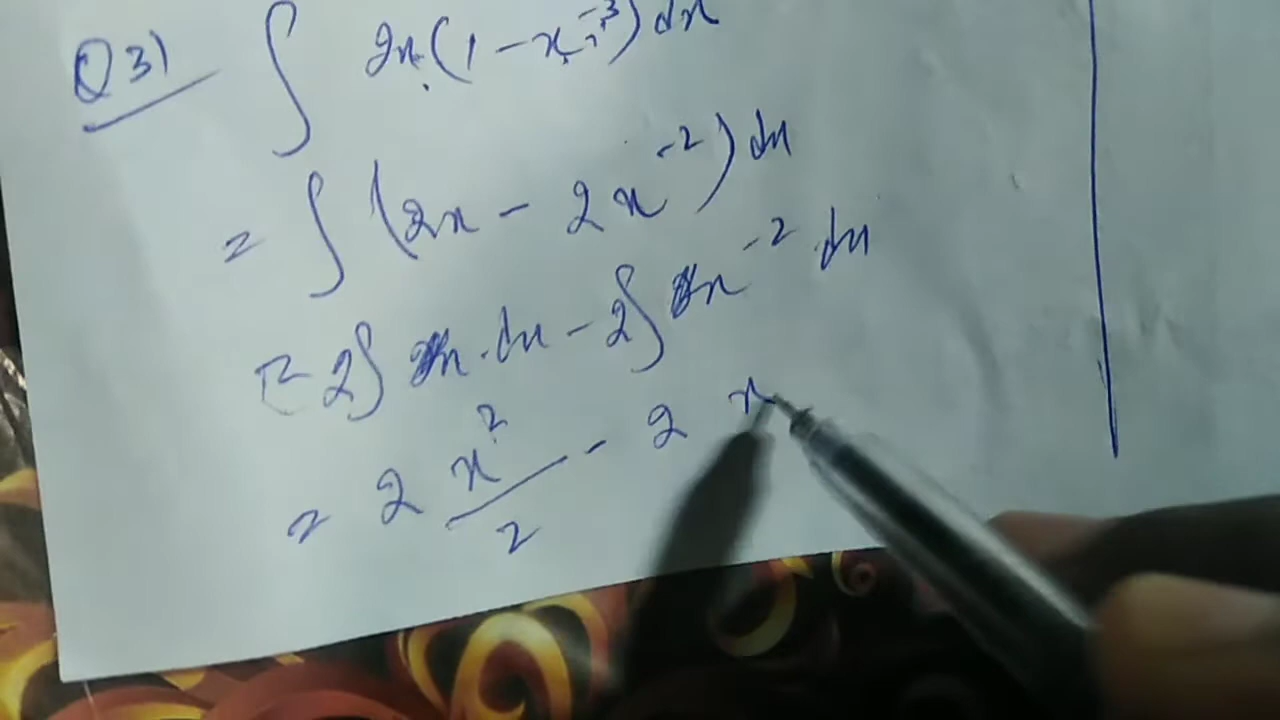 Q31 ∫ 2x(1 - x⁻³) dx
= ∫ (2x - 2x⁻²) dx
= 2∫ x . dx - 2∫ x⁻² dx
= 2 x²/2 - 2 x